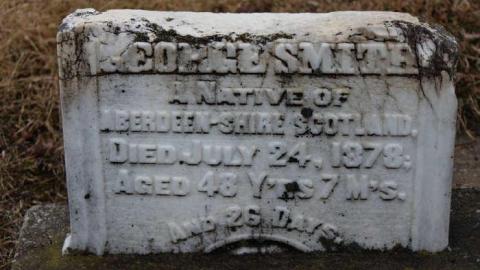 GEORGE SMITH
A NATIVE OF
ABERDEEN-SHIRE SCOTLAND,
DIED JULY 24, 1878;
AGED 48 Y'RS 7 M'S.
AND 26 DAYS.